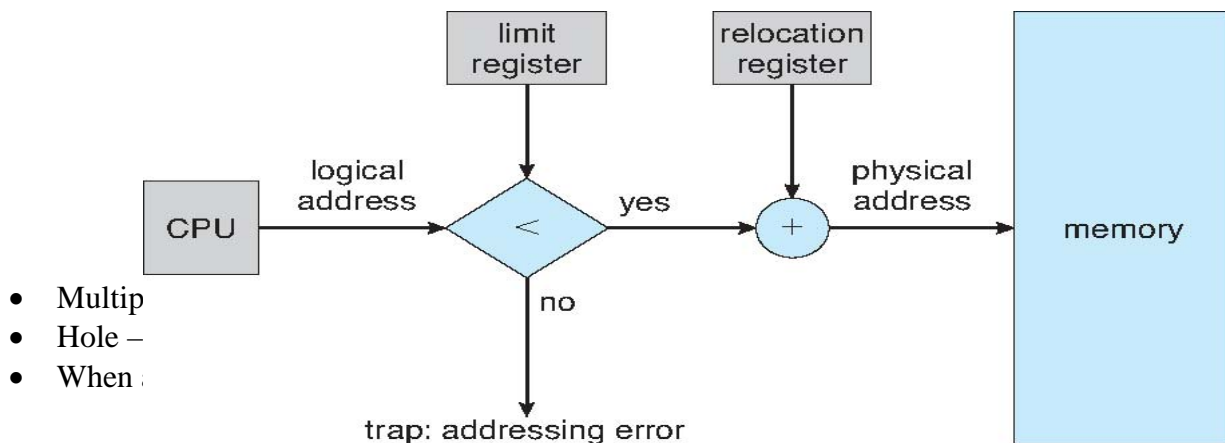 limit
register
relocation
register
logical
address
physical
address
CPU
<
yes
+
memory
no
• Multip
• Hole –
• When
trap: addressing error